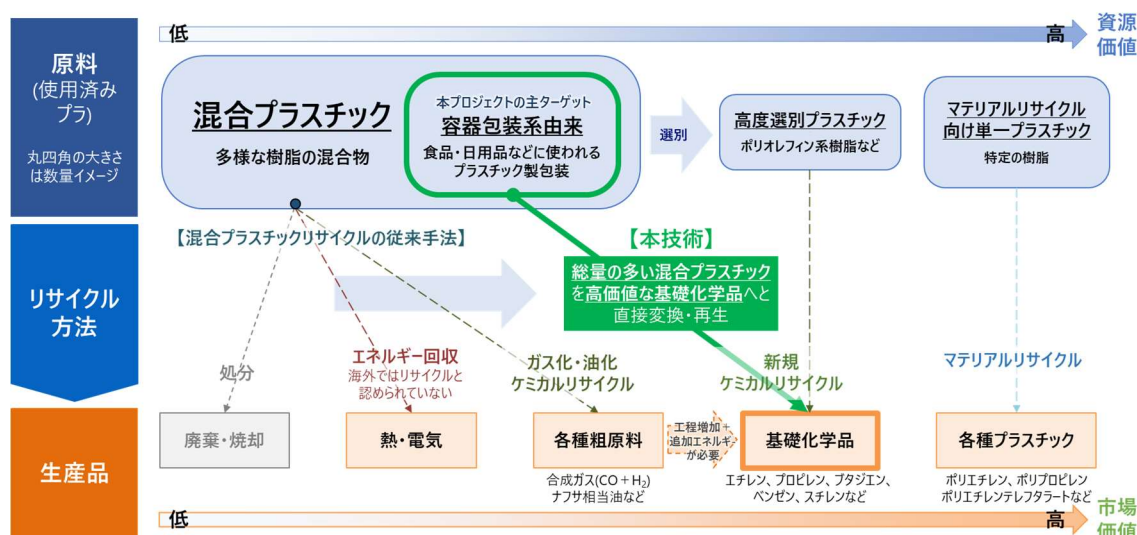 低
高
資源
価値
原料
(使用済み
プラ)
丸四角の大きさ
は数量イメージ
混合プラスチック
多様な樹脂の混合物
本プロジェクトの主ターゲット
容器包装系由来
食品・日用品などに使われる
プラスチック製包装
選別
高度選別プラスチック
ポリオレフィン系樹脂など
マテリアルリサイクル
向け単一プラスチック
特定の樹脂
リサイクル
方法
【混合プラスチックリサイクルの従来手法】
【本技術】
総量の多い混合プラスチック
を高価値な基礎化学品へと
直接変換・再生
処分
エネルギー回収
海外ではリサイクルと
認められていない
ガス化・油化
ケミカルリサイクル
新規
ケミカルリサイクル
マテリアルリサイクル
生産品
廃棄・焼却
熱・電気
各種粗原料
合成ガス(CO+H₂)
ナフサ相当油など
工程増加+
追加エネルギー
が必要
基礎化学品
エチレン、プロピレン、ブタジエン、
ベンゼン、スチレンなど
各種プラスチック
ポリエチレン、ポリプロピレン
ポリエチレンテレフタラートなど
低
高
市場
価値